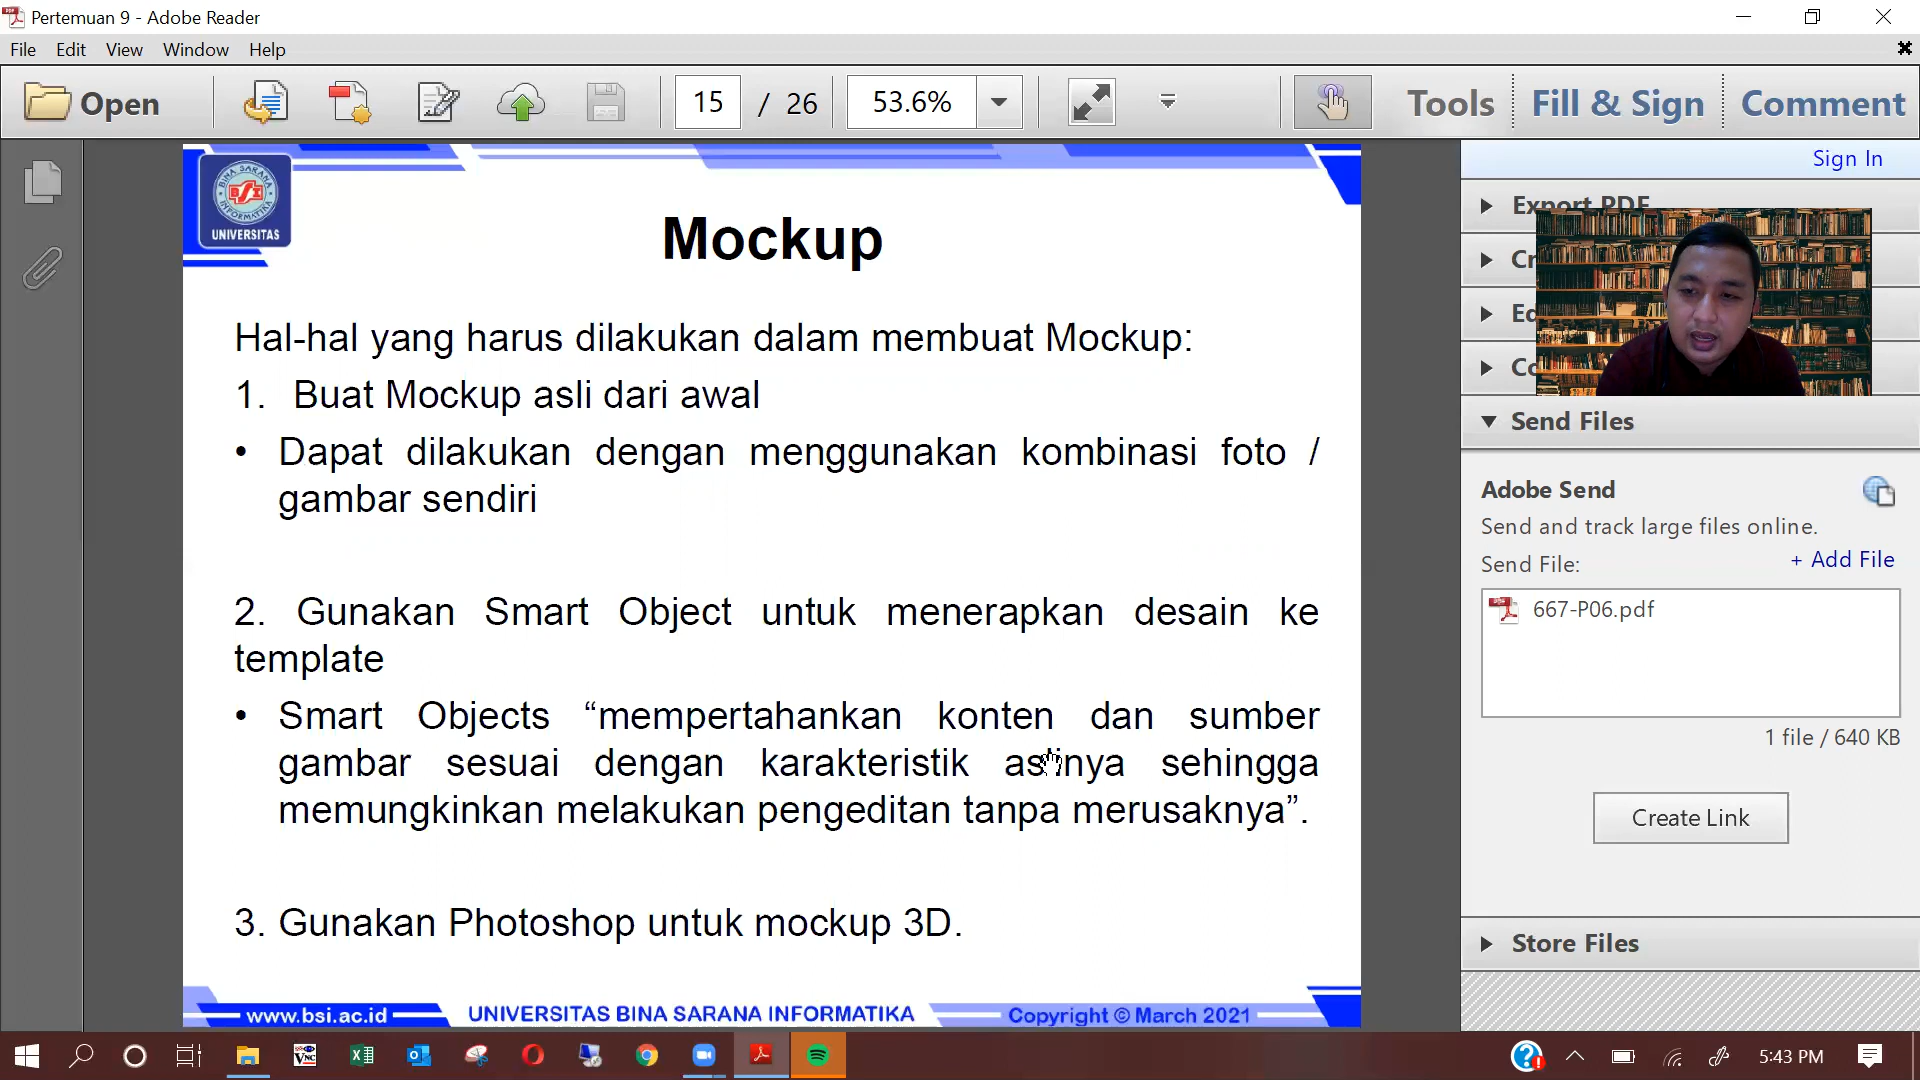 Pertemuan 9 - Adobe Reader
File Edit View Window Help
Open 15 / 26 53.6% Tools Fill & Sign Comment
Sign In
BINA SARANA
BSI
INFORMATIKA
UNIVERSITAS
Mockup
Hal-hal yang harus dilakukan dalam membuat Mockup:
1. Buat Mockup asli dari awal
• Dapat dilakukan dengan menggunakan kombinasi foto /
gambar sendiri
2. Gunakan Smart Object untuk menerapkan desain ke
template
• Smart Objects “mempertahankan konten dan sumber
gambar sesuai dengan karakteristik aslinya sehingga
memungkinkan melakukan pengeditan tanpa merusaknya”.
3. Gunakan Photoshop untuk mockup 3D.
www.bsi.ac.id UNIVERSITAS BINA SARANA INFORMATIKA Copyright © March 2021
Export PDF
Send Files
Adobe Send
Send and track large files online.
Send File: + Add File
667-P06.pdf
1 file / 640 KB
Create Link
Store Files
5:43 PM